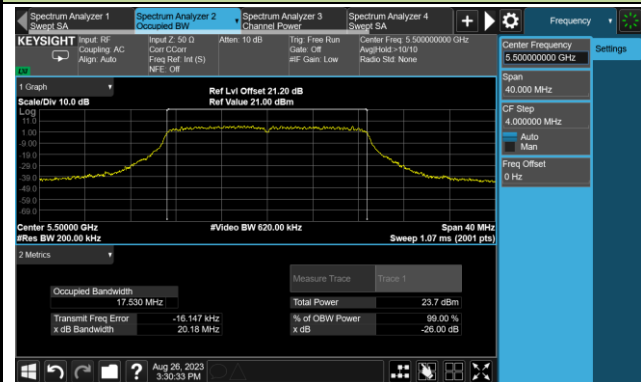 Spectrum Analyzer 1
Swept SA
Spectrum Analyzer 2
Occupied BW
Spectrum Analyzer 3
Channel Power
Spectrum Analyzer 4
Swept SA
Frequency
KEYSIGHT
Input: RF
Coupling: AC
Align: Auto
Input Z: 50 Ω
Corr CCorr
Freq Ref: Int (S)
NFE: Off
Atten: 10 dB
Trig: Free Run
Gate: Off
#IF Gain: Low
Center Freq: 5.500000000 GHz
Avg|Hold:>10/10
Radio Std: None
LXI
Center Frequency
5.500000000 GHz
Settings
Span
40.000 MHz
CF Step
4.000000 MHz
Auto
Man
Freq Offset
0 Hz
1 Graph
Scale/Div 10.0 dB
Ref Lvl Offset 21.20 dB
Ref Value 21.00 dBm
Log
11.0
1.00
-9.00
-19.0
-29.0
-39.0
-49.0
-59.0
-69.0
Center 5.50000 GHz
#Res BW 200.00 kHz
#Video BW 620.00 kHz
Span 40 MHz
Sweep 1.07 ms (2001 pts)
2 Metrics
Measure Trace
Trace 1
Occupied Bandwidth
17.530 MHz
Total Power
23.7 dBm
Transmit Freq Error
-16.147 kHz
% of OBW Power
99.00 %
x dB Bandwidth
20.18 MHz
x dB
-26.00 dB
Aug 26, 2023
3:30:33 PM